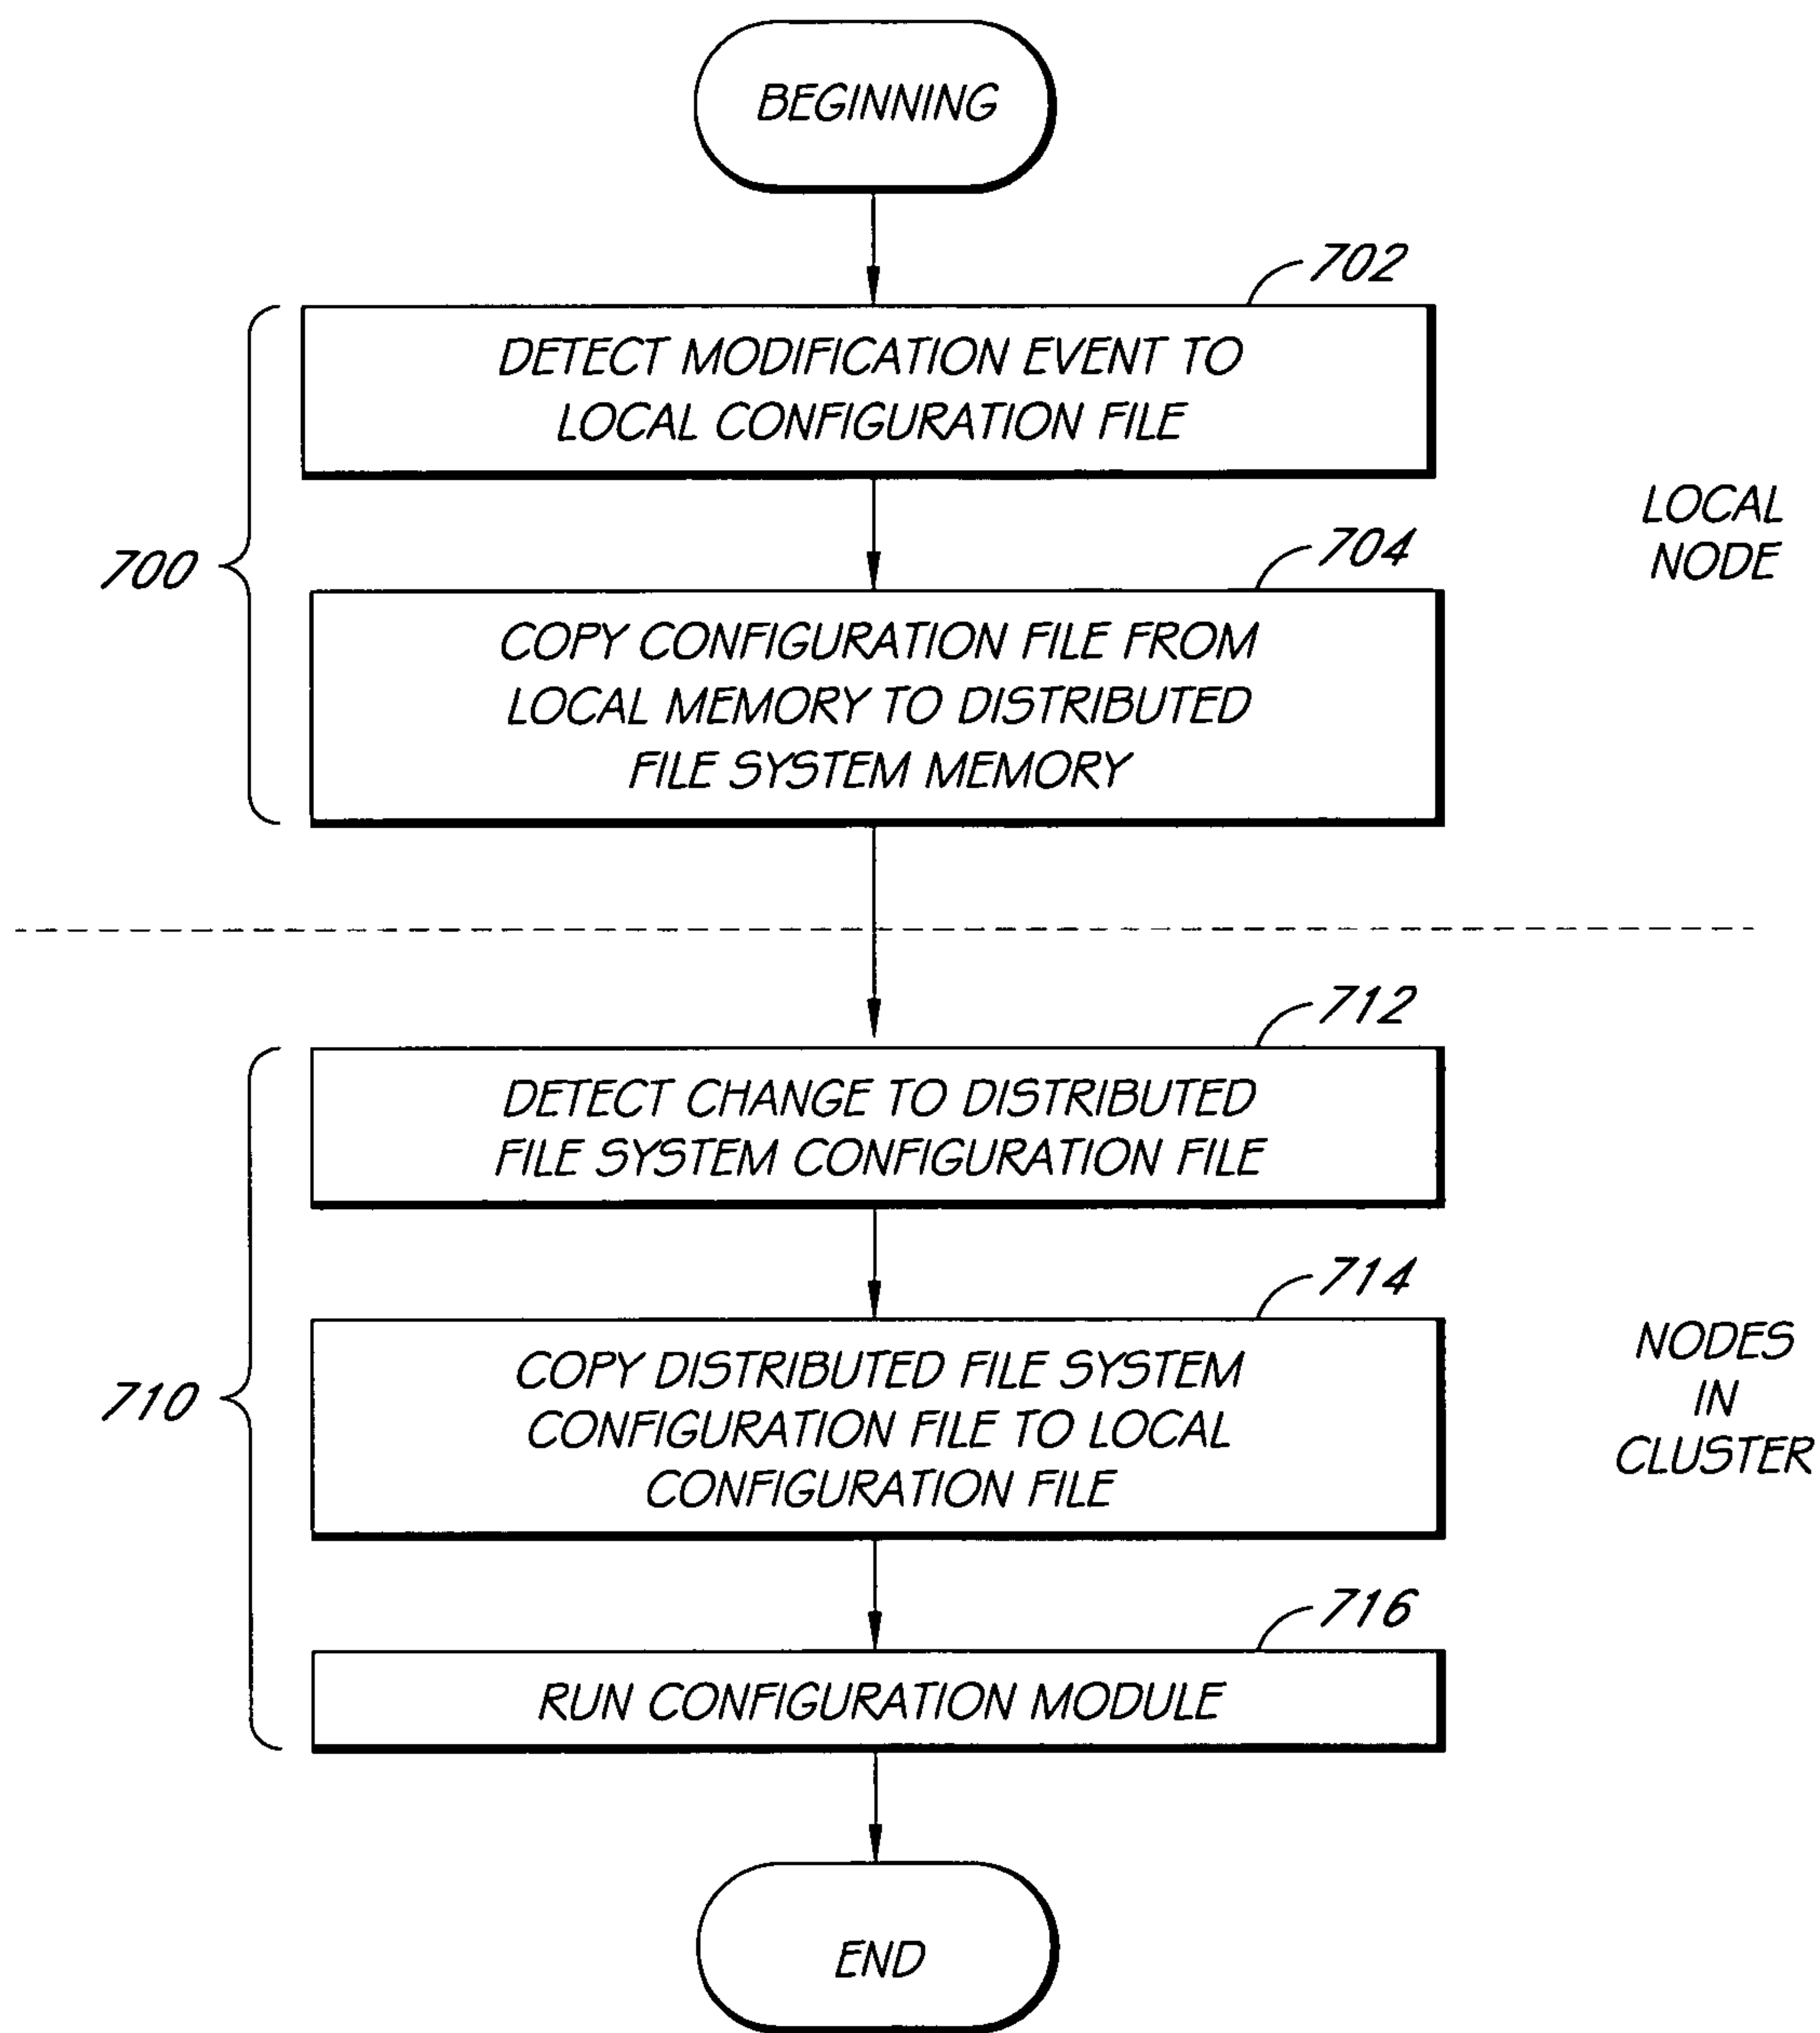 BEGINNING
702
DETECT MODIFICATION EVENT TO
LOCAL CONFIGURATION FILE
LOCAL
NODE
700
704
COPY CONFIGURATION FILE FROM
LOCAL MEMORY TO DISTRIBUTED
FILE SYSTEM MEMORY
712
DETECT CHANGE TO DISTRIBUTED
FILE SYSTEM CONFIGURATION FILE
714
COPY DISTRIBUTED FILE SYSTEM
CONFIGURATION FILE TO LOCAL
CONFIGURATION FILE
710
NODES
IN
CLUSTER
716
RUN CONFIGURATION MODULE
END